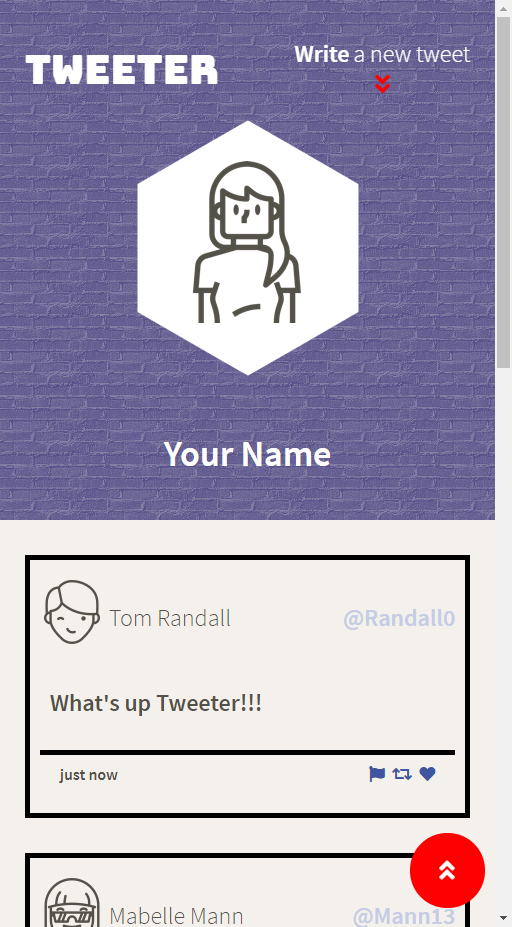 TWEETER
Write a new tweet
Your Name
Tom Randall @Randall0
What's up Tweeter!!!
just now
Mabelle Mann @Mann13